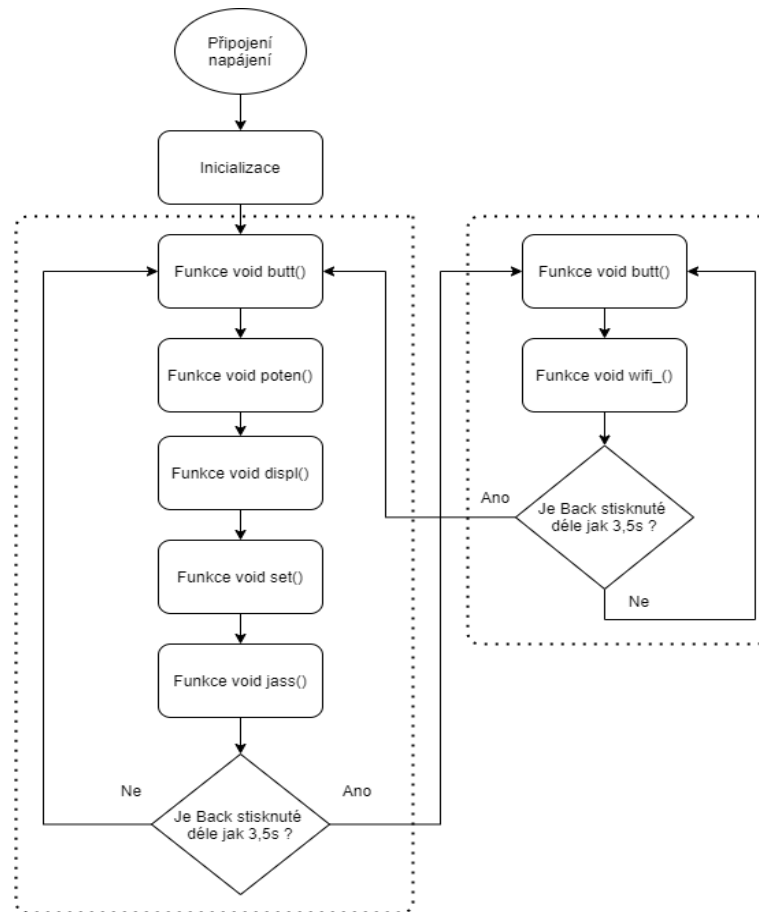 Připojení
napájení
Inicializace
Funkce void butt()
Funkce void poten()
Funkce void displ()
Funkce void set()
Funkce void jass()
Ne
Ano
Je Back stisknuté
déle jak 3,5s ?
Funkce void butt()
Funkce void wifi_()
Ano
Je Back stisknuté
déle jak 3,5s ?
Ne